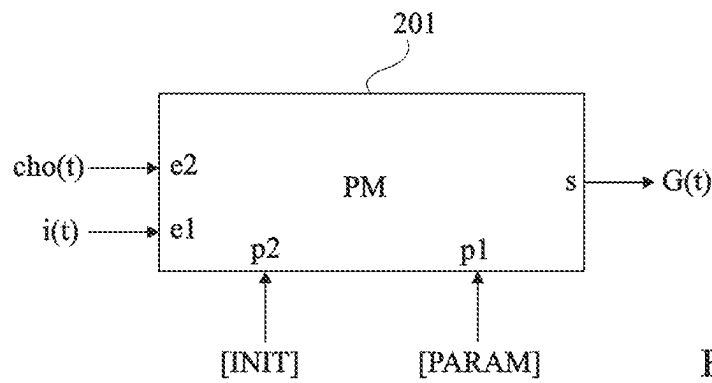 201
cho(t) e2 PM s G(t)
i(t) e1
p2 p1
[INIT] [PARAM]